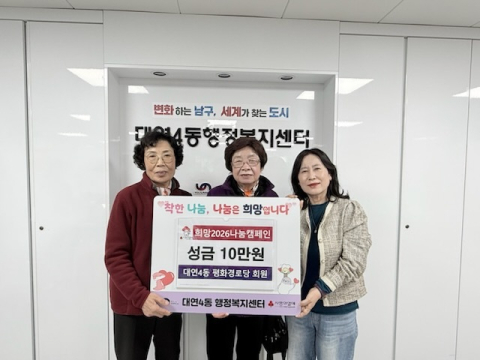 변화하는 남구, 세계가 찾는 도시
대연4동행정복지센터
"착한 나눔, 나눔은 희망입니다"
희망2026나눔캠페인
성금 10만원
대연4동 평화경로당 회원
대연4동 행정복지센터